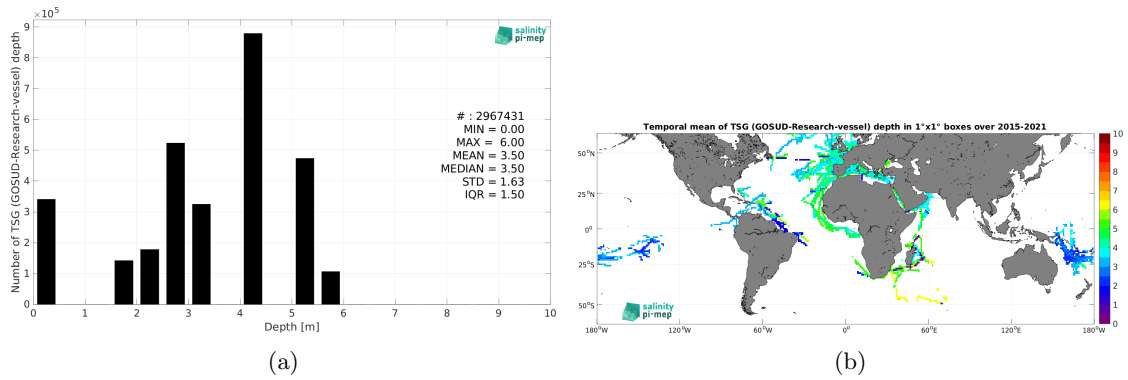 ×10⁵
9
8
7
6
5
4
3
2
1
0
Number of TSG (GOSUD-Research-vessel) depth
salinity
pi-mep
# : 2967431
MIN = 0.00
MAX = 6.00
MEAN = 3.50
MEDIAN = 3.50
STD = 1.63
IQR = 1.50
0 1 2 3 4 5 6 7 8 9 10
Depth [m]
(a)
Temporal mean of TSG (GOSUD-Research-vessel) depth in 1°x1° boxes over 2015-2021
50°N
25°N
0°
25°S
50°S
salinity
pi-mep
180°W 120°W 60°W 0° 60°E 120°E 180°W
10
9
8
7
6
5
4
3
2
1
0
(b)